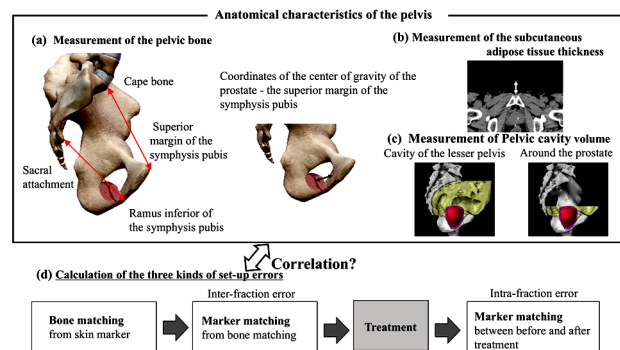 Anatomical characteristics of the pelvis
(a) Measurement of the pelvic bone
Cape bone
Superior
margin of the
symphysis pubis
Sacral
attachment
Ramus inferior of
the symphysis pubis
Coordinates of the center of gravity of the
prostate - the superior margin of the
symphysis pubis
(b) Measurement of the subcutaneous
adipose tissue thickness
(c) Measurement of Pelvic cavity volume
Cavity of the lesser pelvis
Around the prostate
Correlation?
(d) Calculation of the three kinds of set-up errors
Inter-fraction error
Intra-fraction error
Bone matching
from skin marker
Marker matching
from bone matching
Treatment
Marker matching
between before and after
treatment